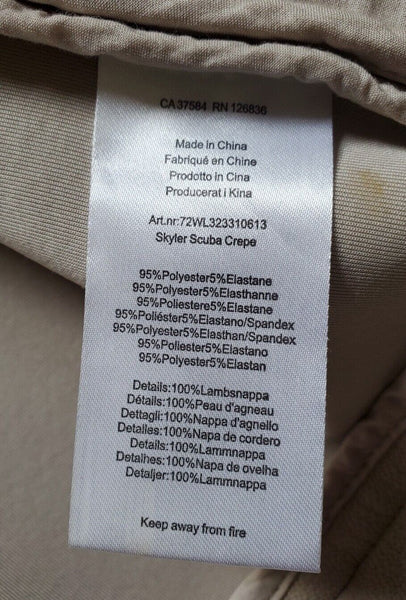 CA 37584 RN 126836
Made in China
Fabriqué en Chine
Prodotto in Cina
Producerat i Kina
Art.nr:72WL323310613
Skyler Scuba Crepe
95%Polyester5%Elastane
95%Polyester5%Elasthanne
95%Poliestere5%Elastane
95%Poliéster5%Elastano/Spandex
95%Polyester5%Elasthan/Spandex
95%Poliester5%Elastano
95%Polyester5%Elastan
Details:100%Lambsnappa
Détails:100%Peau d'agneau
Dettagli:100%Nappa d'agnello
Detalles:100%Napa de cordero
Details:100%Lammnappa
Detalhes:100%Napa de ovelha
Detaljer:100%Lammnappa
Keep away from fire